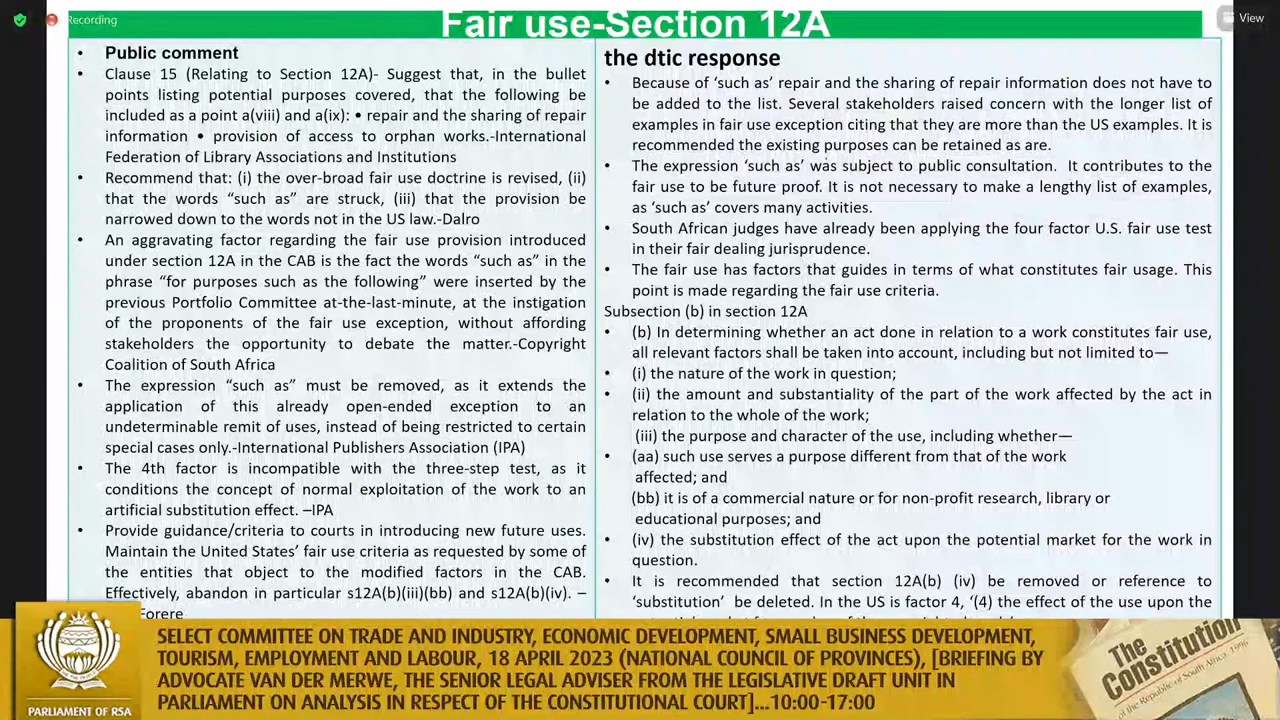 Recording
View
Fair use-Section 12A
• Public comment
• Clause 15 (Relating to Section 12A)- Suggest that, in the bullet
points listing potential purposes covered, that the following be
included as a point a(viii) and a(ix): • repair and the sharing of repair
information • provision of access to orphan works.-International
Federation of Library Associations and Institutions
• Recommend that: (i) the over-broad fair use doctrine is revised, (ii)
that the words “such as” are struck, (iii) that the provision be
narrowed down to the words not in the US law.-Dalro
• An aggravating factor regarding the fair use provision introduced
under section 12A in the CAB is the fact the words “such as” in the
phrase “for purposes such as the following” were inserted by the
previous Portfolio Committee at-the-last-minute, at the instigation
of the proponents of the fair use exception, without affording
stakeholders the opportunity to debate the matter.-Copyright
Coalition of South Africa
• The expression “such as” must be removed, as it extends the
application of this already open-ended exception to an
undeterminable remit of uses, instead of being restricted to certain
special cases only.-International Publishers Association (IPA)
• The 4th factor is incompatible with the three-step test, as it
conditions the concept of normal exploitation of the work to an
artificial substitution effect. –IPA
• Provide guidance/criteria to courts in introducing new future uses.
Maintain the United States’ fair use criteria as requested by some of
the entities that object to the modified factors in the CAB.
Effectively, abandon in particular s12A(b)(iii)(bb) and s12A(b)(iv). –
Forere
the dtic response
• Because of ‘such as’ repair and the sharing of repair information does not have to
be added to the list. Several stakeholders raised concern with the longer list of
examples in fair use exception citing that they are more than the US examples. It is
recommended the existing purposes can be retained as are.
• The expression ‘such as’ was subject to public consultation. It contributes to the
fair use to be future proof. It is not necessary to make a lengthy list of examples,
as ‘such as’ covers many activities.
• South African judges have already been applying the four factor U.S. fair use test
in their fair dealing jurisprudence.
• The fair use has factors that guides in terms of what constitutes fair usage. This
point is made regarding the fair use criteria.
Subsection (b) in section 12A
• (b) In determining whether an act done in relation to a work constitutes fair use,
all relevant factors shall be taken into account, including but not limited to—
• (i) the nature of the work in question;
• (ii) the amount and substantiality of the part of the work affected by the act in
relation to the whole of the work;
(iii) the purpose and character of the use, including whether—
• (aa) such use serves a purpose different from that of the work
affected; and
(bb) it is of a commercial nature or for non-profit research, library or
educational purposes; and
• (iv) the substitution effect of the act upon the potential market for the work in
question.
• It is recommended that section 12A(b) (iv) be removed or reference to
‘substitution’ be deleted. In the US is factor 4, ‘(4) the effect of the use upon the
SELECT COMMITTEE ON TRADE AND INDUSTRY, ECONOMIC DEVELOPMENT, SMALL BUSINESS DEVELOPMENT,
TOURISM, EMPLOYMENT AND LABOUR, 18 APRIL 2023 (NATIONAL COUNCIL OF PROVINCES), [BRIEFING BY
ADVOCATE VAN DER MERWE, THE SENIOR LEGAL ADVISER FROM THE LEGISLATIVE DRAFT UNIT IN
PARLIAMENT ON ANALYSIS IN RESPECT OF THE CONSTITUTIONAL COURT]...10:00-17:00
PARLIAMENT OF RSA
The
Constitution
of the Republic of South Africa, 1996